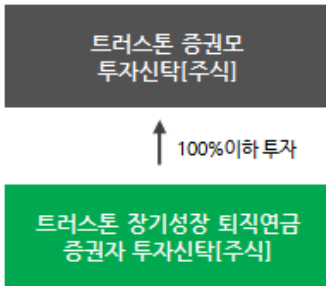 트러스톤 증권모
투자신탁[주식]
100%이하 투자
트러스톤 장기성장 퇴직연금
증권자 투자신탁[주식]